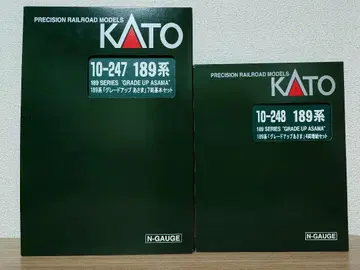 PRECISION RAILROAD MODELS
KATO
10-247 189系
189 SERIES "GRADE UP ASAMA"
189系「グレードアップ あさま」7両基本セット
N-GAUGE
PRECISION RAILROAD MODELS
KATO
10-248 189系
189 SERIES "GRADE UP ASAMA"
189系「グレードアップ あさま」4両増結セット
N-GAUGE